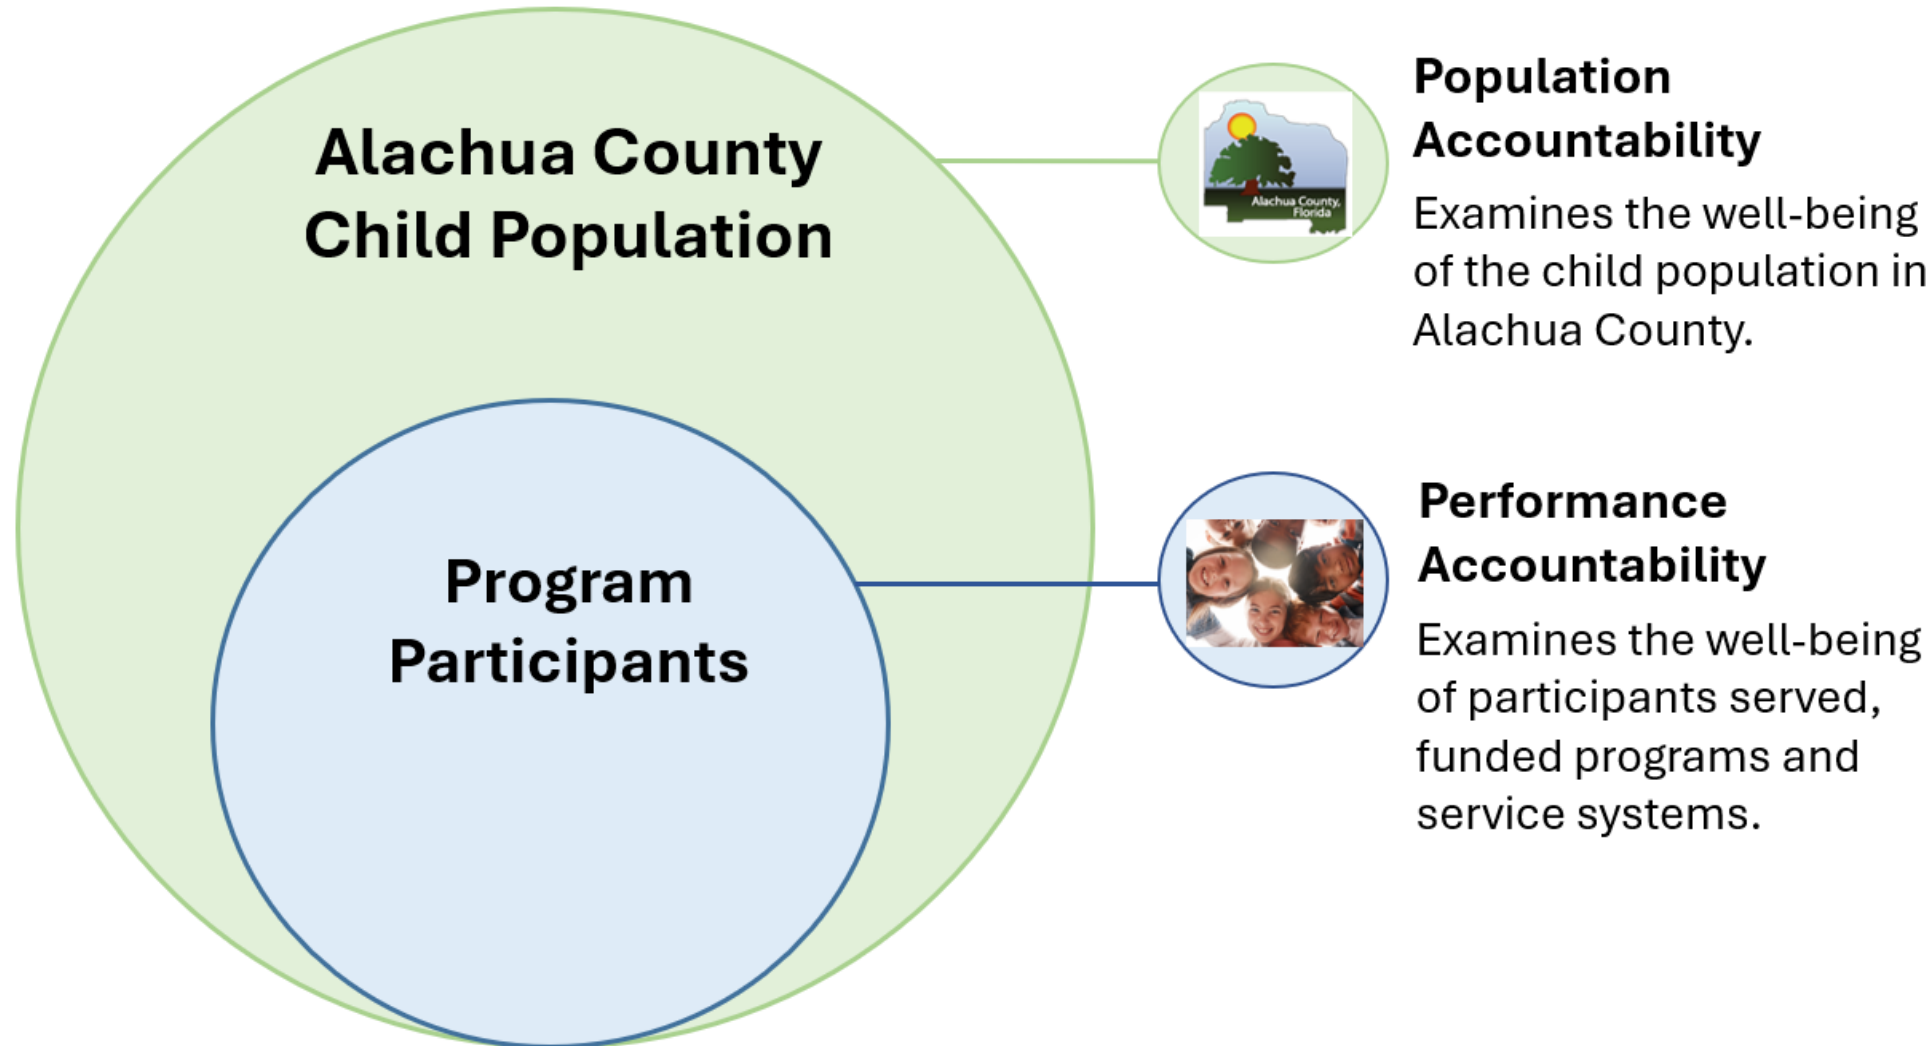 Alachua County
Child Population
Program
Participants
Alachua County,
Florida
Population
Accountability
Examines the well-being
of the child population in
Alachua County.
Performance
Accountability
Examines the well-being
of participants served,
funded programs and
service systems.